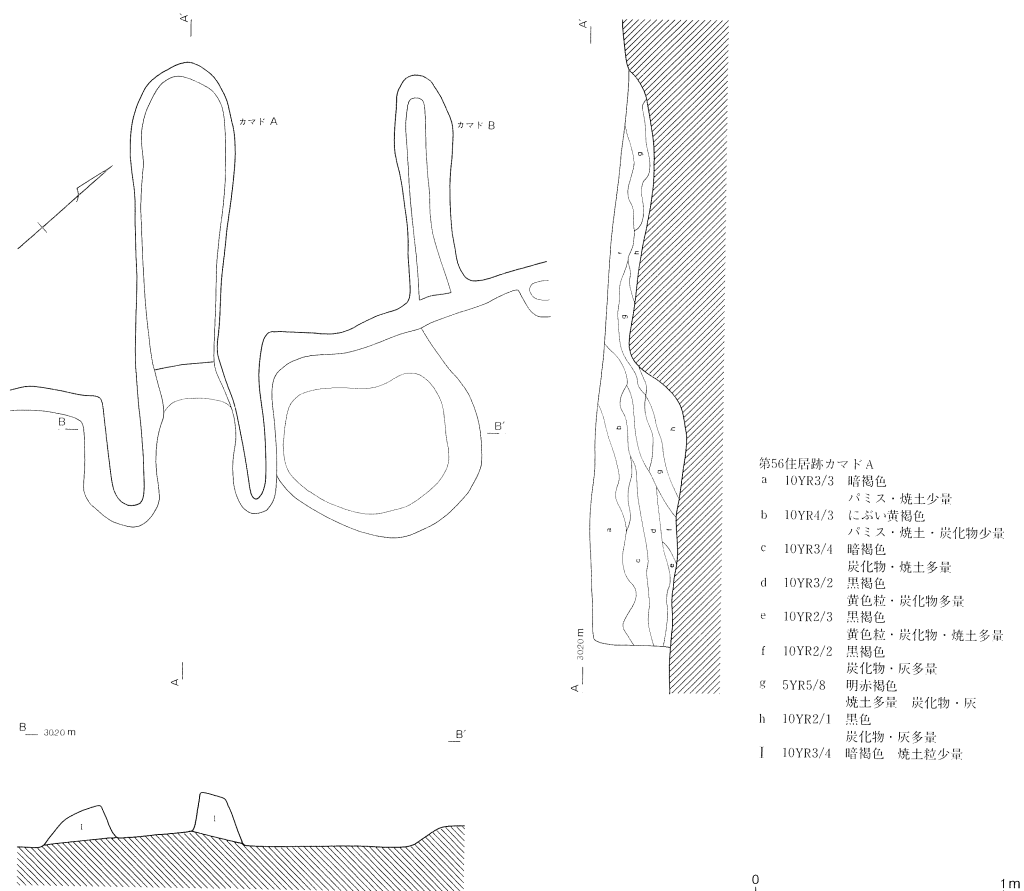 A′
カマド A
カマド B
B
B′
A
A′
g
r
h
g
b
h
g
a
d
f
c
e
A 30.20 m
B 30.20 m
B′
I
I
第56住居跡カマド A
a 10YR3/3 暗褐色
パミス・焼土少量
b 10YR4/3 にぶい黄褐色
パミス・焼土・炭化物少量
c 10YR3/4 暗褐色
炭化物・焼土多量
d 10YR3/2 黒褐色
黄色粒・炭化物多量
e 10YR2/3 黒褐色
黄色粒・炭化物・焼土多量
f 10YR2/2 黒褐色
炭化物・灰多量
g 5YR5/8 明赤褐色
焼土多量 炭化物・灰
h 10YR2/1 黒色
炭化物・灰多量
I 10YR3/4 暗褐色 焼土粒少量
0 1m